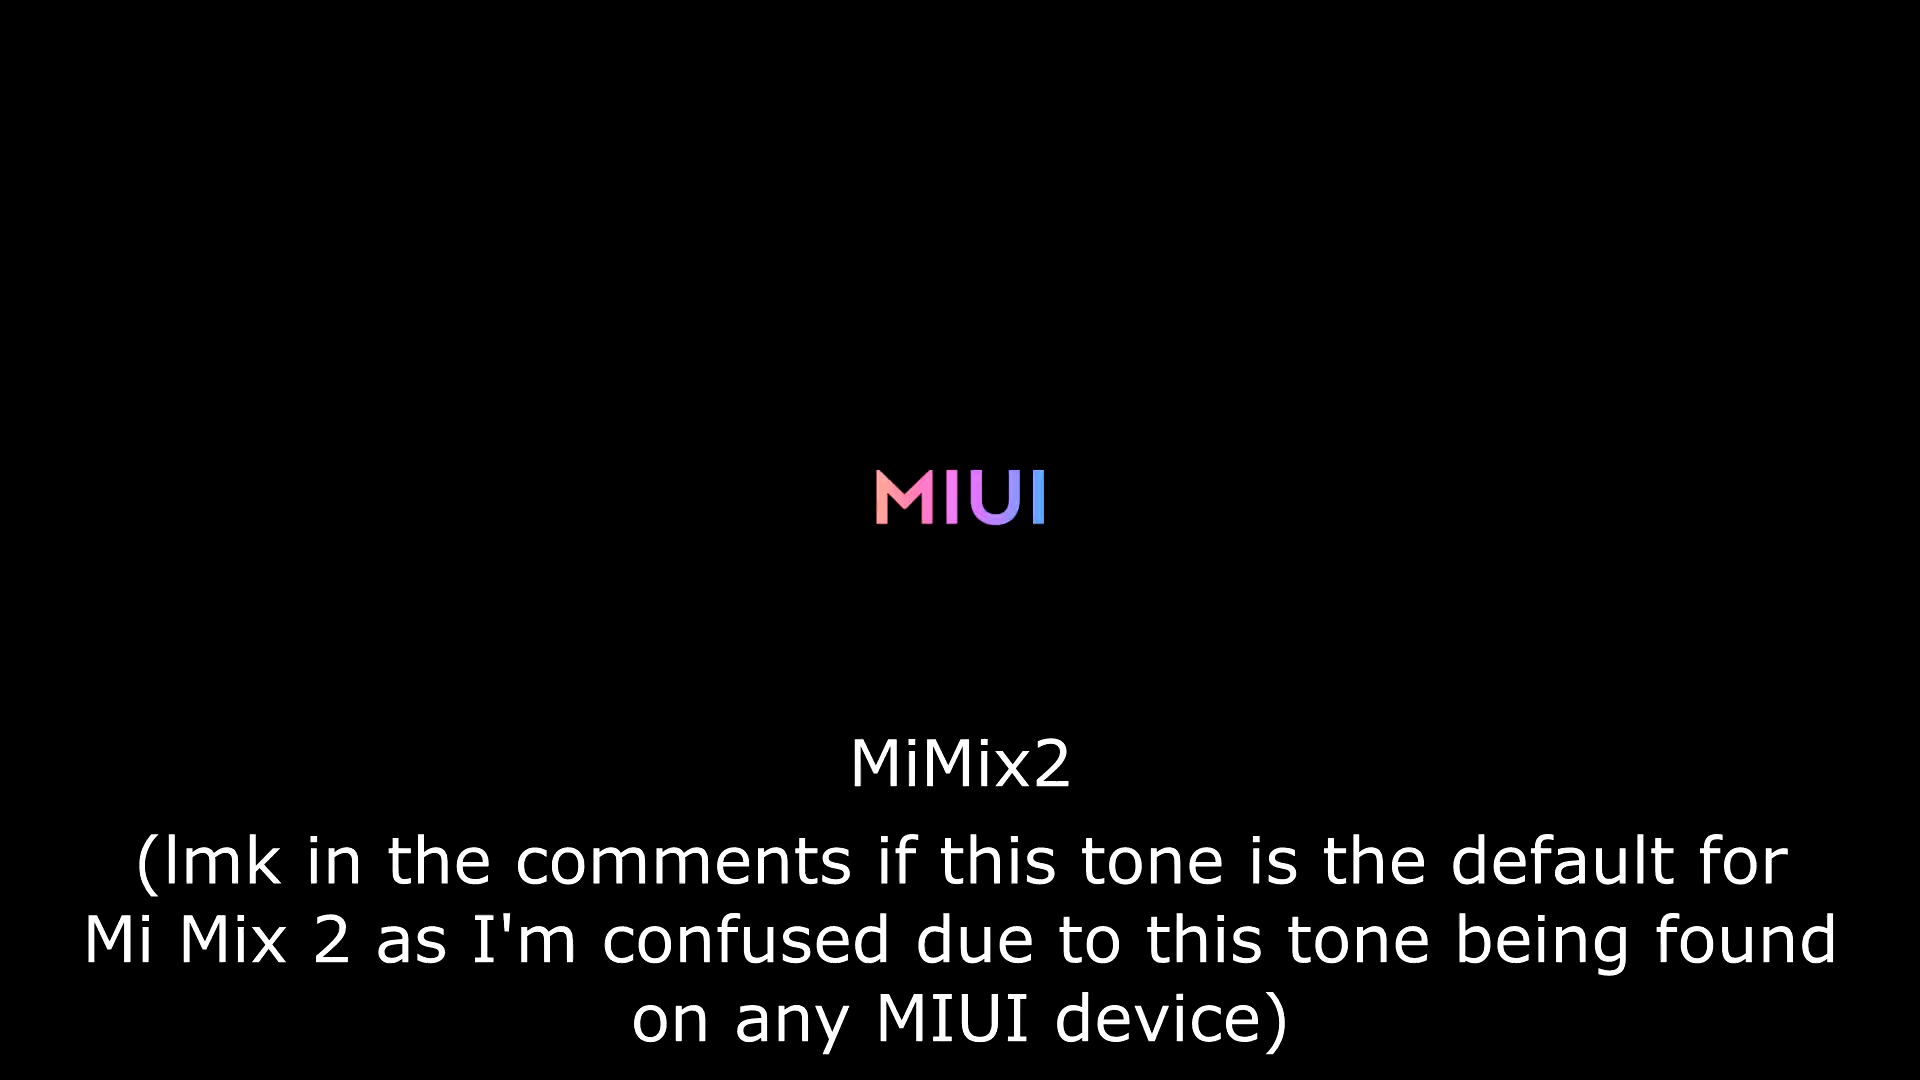 MIUI
MiMix2
(lmk in the comments if this tone is the default for
Mi Mix 2 as I'm confused due to this tone being found
on any MIUI device)